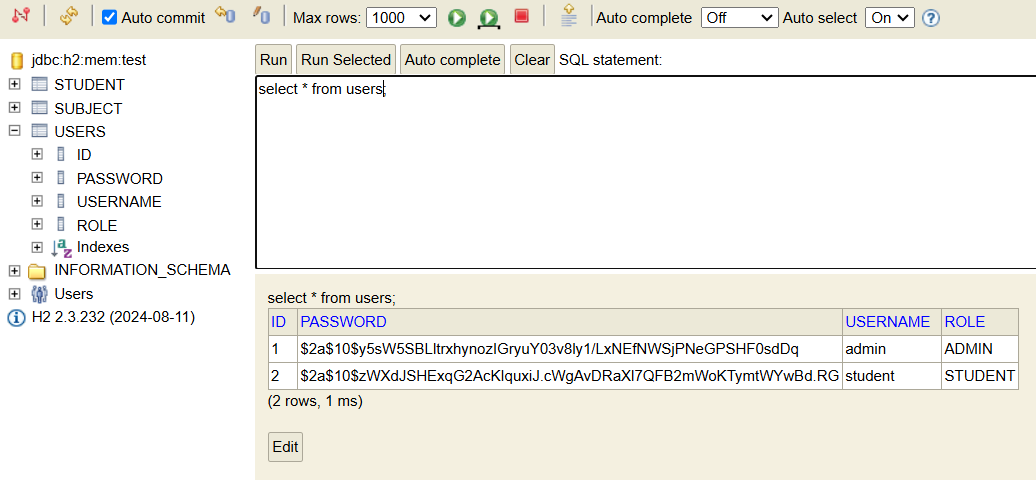 Auto commit Max rows: 1000 Auto complete Off Auto select On
jdbc:h2:mem:test
STUDENT
SUBJECT
USERS
ID
PASSWORD
USERNAME
ROLE
Indexes
INFORMATION_SCHEMA
Users
H2 2.3.232 (2024-08-11)
Run Run Selected Auto complete Clear SQL statement:
select * from users;
select * from users;
ID PASSWORD USERNAME ROLE
1 $2a$10$y5sW5SBLltrxhynozIGryuY03v8ly1/LxNEfNWSjPNeGPSHF0sdDq admin ADMIN
2 $2a$10$zWXdJSHExqG2AcKlquxiJ.cWgAvDRaXl7QFB2mWoKTymtWYwBd.RG student STUDENT
(2 rows, 1 ms)
Edit